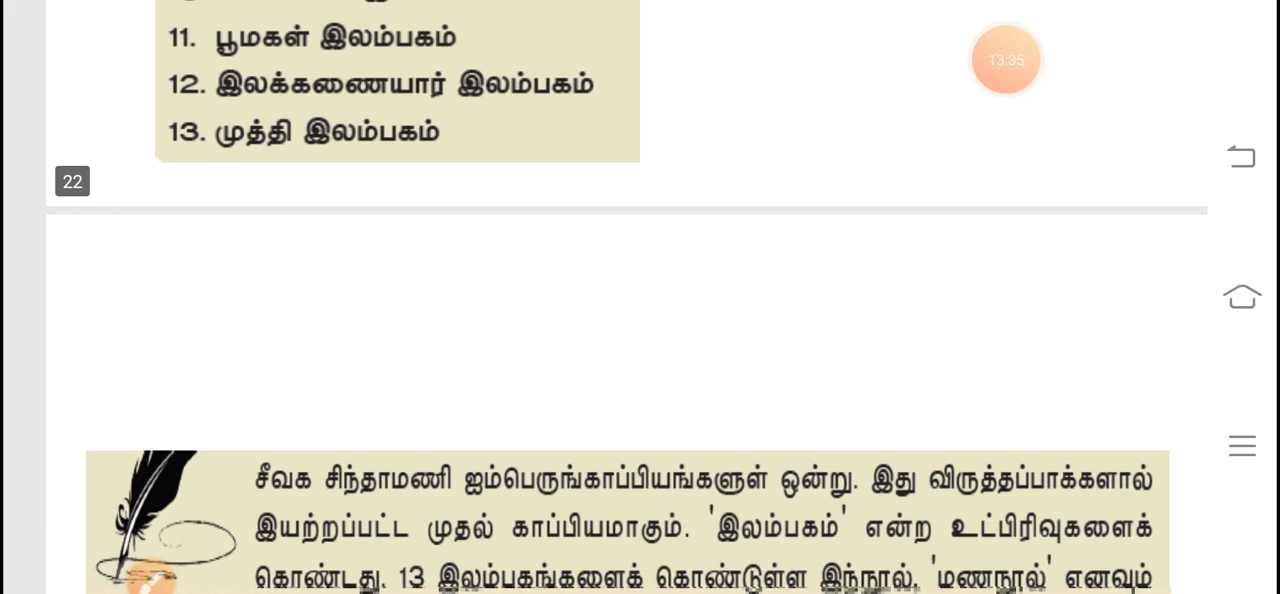 11. பூமகள் இலம்பகம்
13:35
12. இலக்கணையார் இலம்பகம்
13. முத்தி இலம்பகம்
22
சீவக சிந்தாமணி ஐம்பெருங்காப்பியங்களுள் ஒன்று. இது விருத்தப்பாக்களால்
இயற்றப்பட்ட முதல் காப்பியமாகும். 'இலம்பகம்' என்ற உட்பிரிவுகளைக்
கொண்டது. 13 இலம்பகங்களைக் கொண்டுள்ள இந்நூல், 'மணநூல்' எனவும்